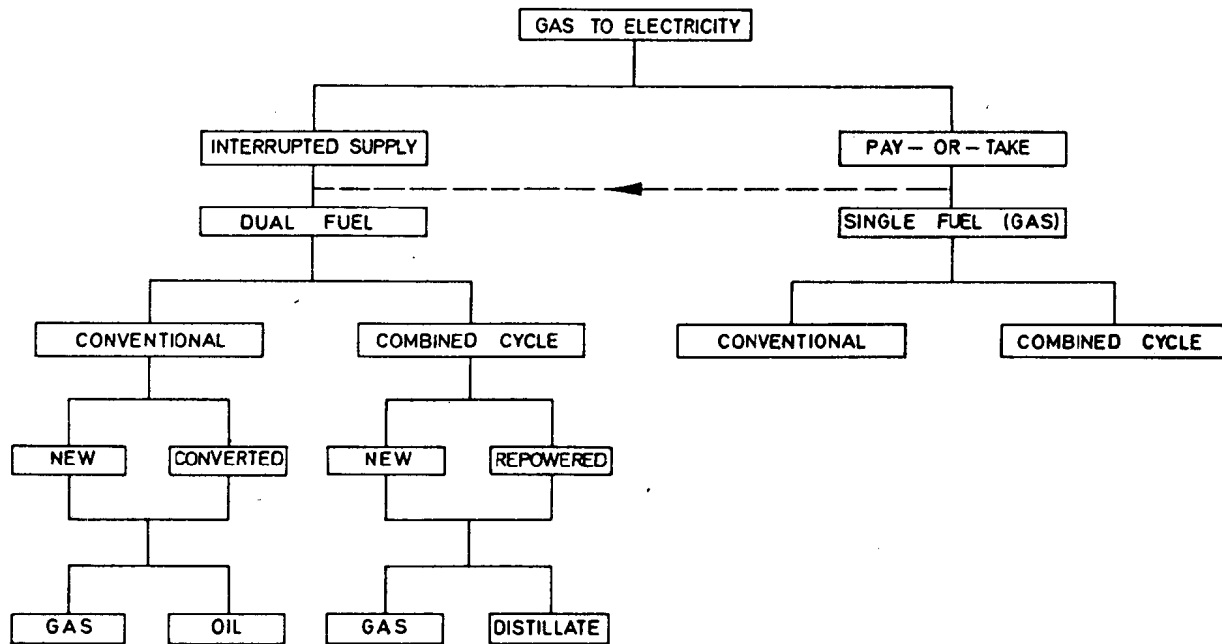 GAS TO ELECTRICITY
INTERRUPTED SUPPLY
PAY-OR-TAKE
DUAL FUEL
SINGLE FUEL (GAS)
CONVENTIONAL
COMBINED CYCLE
CONVENTIONAL
COMBINED CYCLE
NEW
CONVERTED
NEW
REPOWERED
GAS
OIL
GAS
DISTILLATE